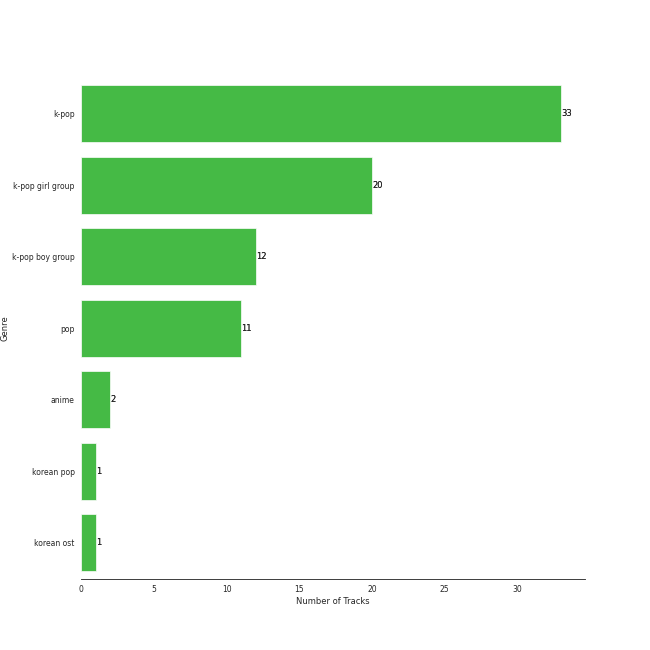 k-pop
33
k-pop girl group
20
k-pop boy group
12
pop
11
Genre
anime
2
korean pop
1
korean ost
1
0
5
10
15
20
25
30
Number of Tracks